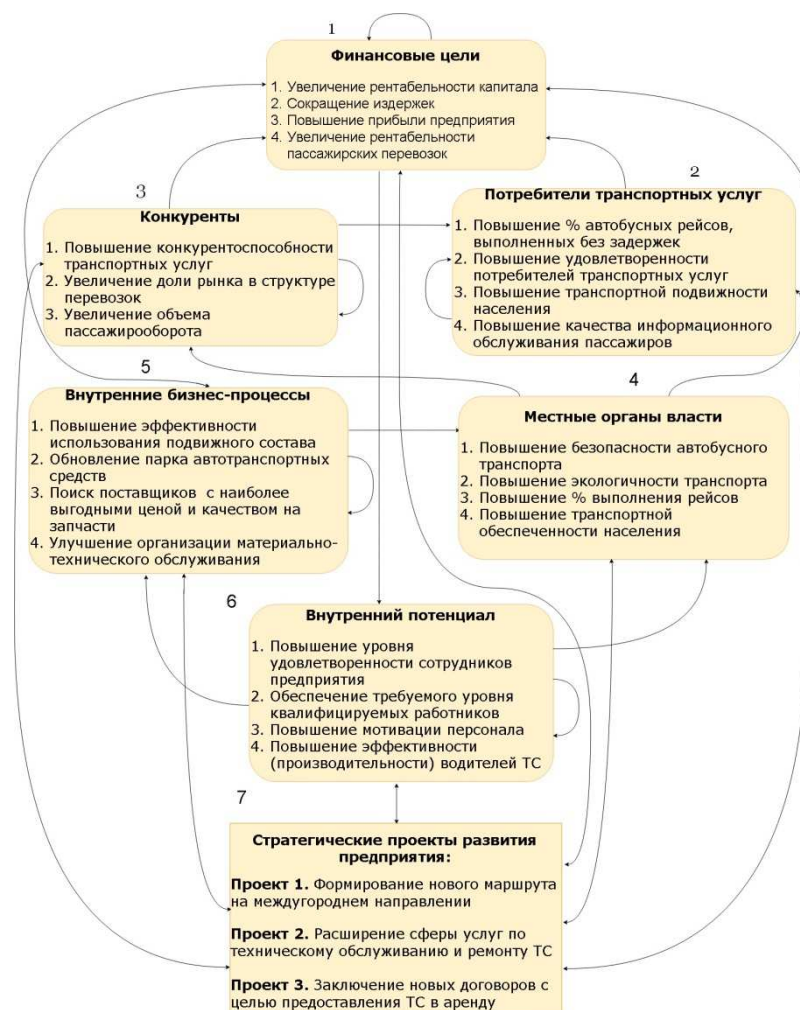 1
Финансовые цели
1. Увеличение рентабельности капитала
2. Сокращение издержек
3. Повышение прибыли предприятия
4. Увеличение рентабельности
пассажирских перевозок
3
Конкуренты
1. Повышение конкурентоспособности
транспортных услуг
2. Увеличение доли рынка в структуре
перевозок
3. Увеличение объема
пассажирооборота
2
Потребители транспортных услуг
1. Повышение % автобусных рейсов,
выполненных без задержек
2. Повышение удовлетворенности
потребителей транспортных услуг
3. Повышение транспортной подвижности
населения
4. Повышение качества информационного
обслуживания пассажиров
5
Внутренние бизнес-процессы
1. Повышение эффективности
использования подвижного состава
2. Обновление парка автотранспортных
средств
3. Поиск поставщиков с наиболее
выгодными ценой и качеством на
запчасти
4. Улучшение организации материально-
технического обслуживания
4
Местные органы власти
1. Повышение безопасности автобусного
транспорта
2. Повышение экологичности транспорта
3. Повышение % выполнения рейсов
4. Повышение транспортной
обеспеченности населения
6
Внутренний потенциал
1. Повышение уровня
удовлетворенности сотрудников
предприятия
2. Обеспечение требуемого уровня
квалифицируемых работников
3. Повышение мотивации персонала
4. Повышение эффективности
(производительности) водителей ТС
7
Стратегические проекты развития
предприятия:
Проект 1. Формирование нового маршрута
на междугороднем направлении
Проект 2. Расширение сферы услуг по
техническому обслуживанию и ремонту ТС
Проект 3. Заключение новых договоров с
целью предоставления ТС в аренду